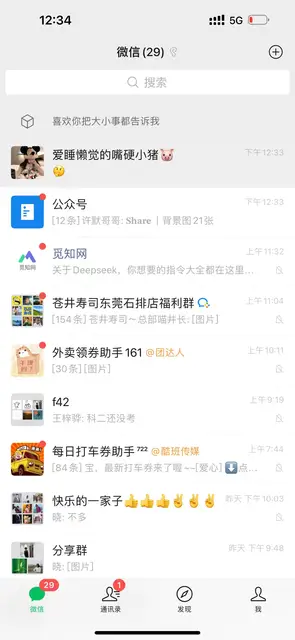 12:34
5G
微信(29)
搜索
喜欢你把大小事都告诉我
爱睡懒觉的嘴硬小猪🐷
下午12:33
🤔
公众号
下午12:33
[12条] 许默哥哥: Share | 背景图21张
觅知网
上午11:32
关于Deepseek，你想要的指令大全都在这里...
苍井寿司东莞石排店福利群
上午11:04
[154条] 苍井寿司～总部喵井长: [图片]
外卖领券助手161 @团达人
上午10:11
[30条] [图片]
f42
上午9:19
王梓骅: 科二还没考
每日打车券助手⁷²² @酷班传媒
上午7:44
[84条] 宝，最新打车券来了喔~~[爱心] ⬇️点...
快乐的一家子👍👍👍✌️✌️✌️
昨天 下午10:03
晓: 不多
分享群
昨天 下午9:48
晓: [图片]
29
微信
1
通讯录
发现
我